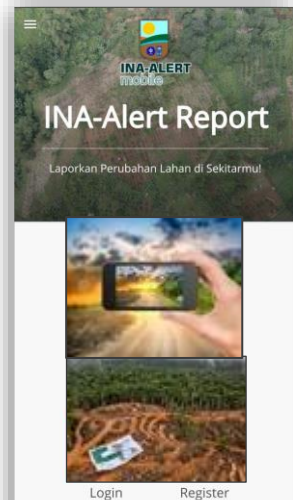 INA-ALERT
mobile
INA-Alert Report
Laporkan Perubahan Lahan di Sekitarmu!
Login Register